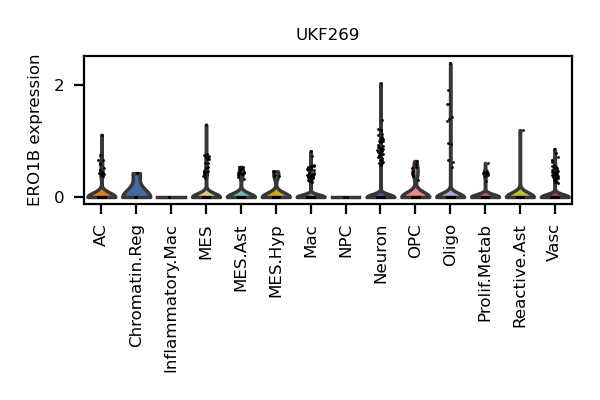 UKF269
ERO1B expression
2
0
AC
Chromatin.Reg
Inflammatory.Mac
MES
MES.Ast
MES.Hyp
Mac
NPC
Neuron
OPC
Oligo
Prolif.Metab
Reactive.Ast
Vasc